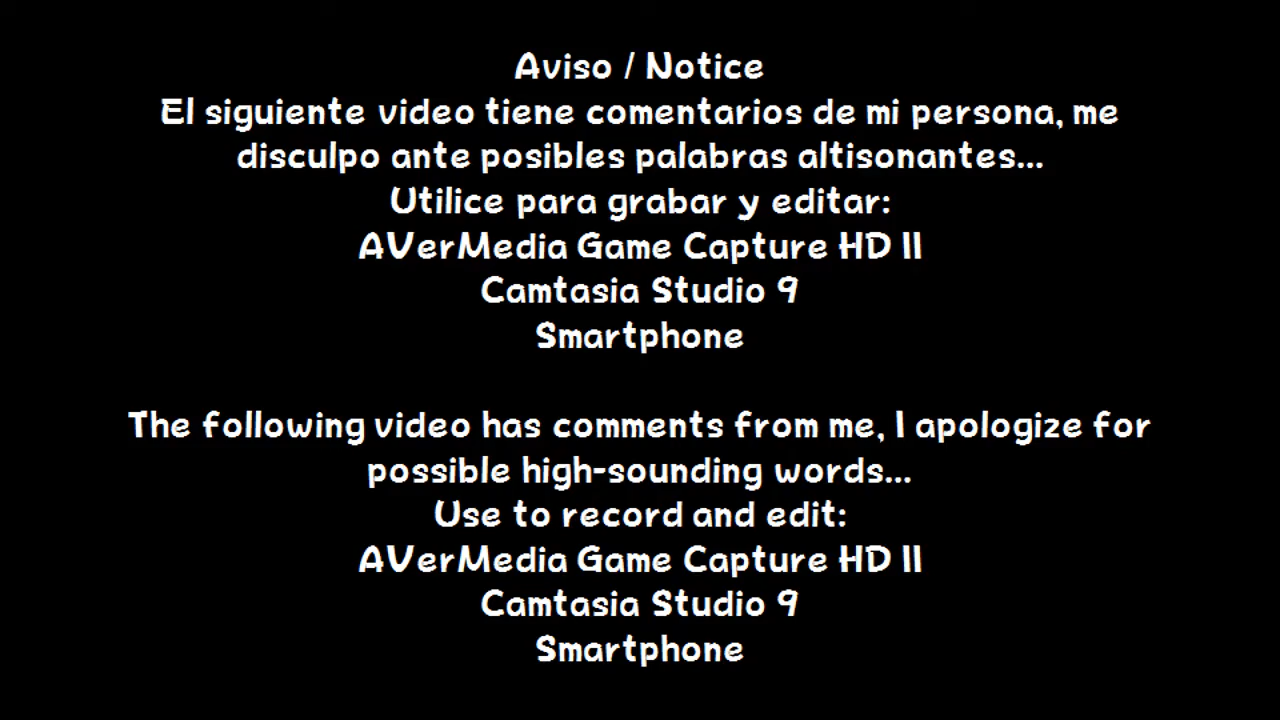 Aviso / Notice
El siguiente video tiene comentarios de mi persona, me
disculpo ante posibles palabras altisonantes...
Utilice para grabar y editar:
AVerMedia Game Capture HD II
Camtasia Studio 9
Smartphone
The following video has comments from me, I apologize for
possible high-sounding words...
Use to record and edit:
AVerMedia Game Capture HD II
Camtasia Studio 9
Smartphone